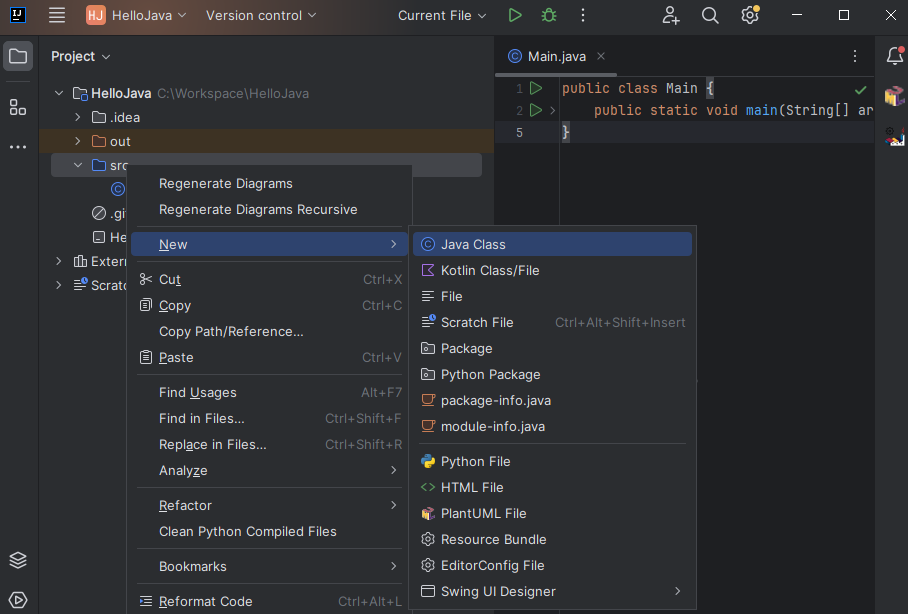 IJ
HJ HelloJava Version control Current File
Project
Main.java
HelloJava C:\Workspace\HelloJava
.idea
out
src
.gi
He
Exter
Scratc
1 public class Main {
2 public static void main(String[] ar
5 }
Regenerate Diagrams
Regenerate Diagrams Recursive
New
Cut Ctrl+X
Copy Ctrl+C
Copy Path/Reference...
Paste Ctrl+V
Find Usages Alt+F7
Find in Files... Ctrl+Shift+F
Replace in Files... Ctrl+Shift+R
Analyze
Refactor
Clean Python Compiled Files
Bookmarks
Reformat Code Ctrl+Alt+L
Java Class
Kotlin Class/File
File
Scratch File Ctrl+Alt+Shift+Insert
Package
Python Package
package-info.java
module-info.java
Python File
HTML File
PlantUML File
Resource Bundle
EditorConfig File
Swing UI Designer